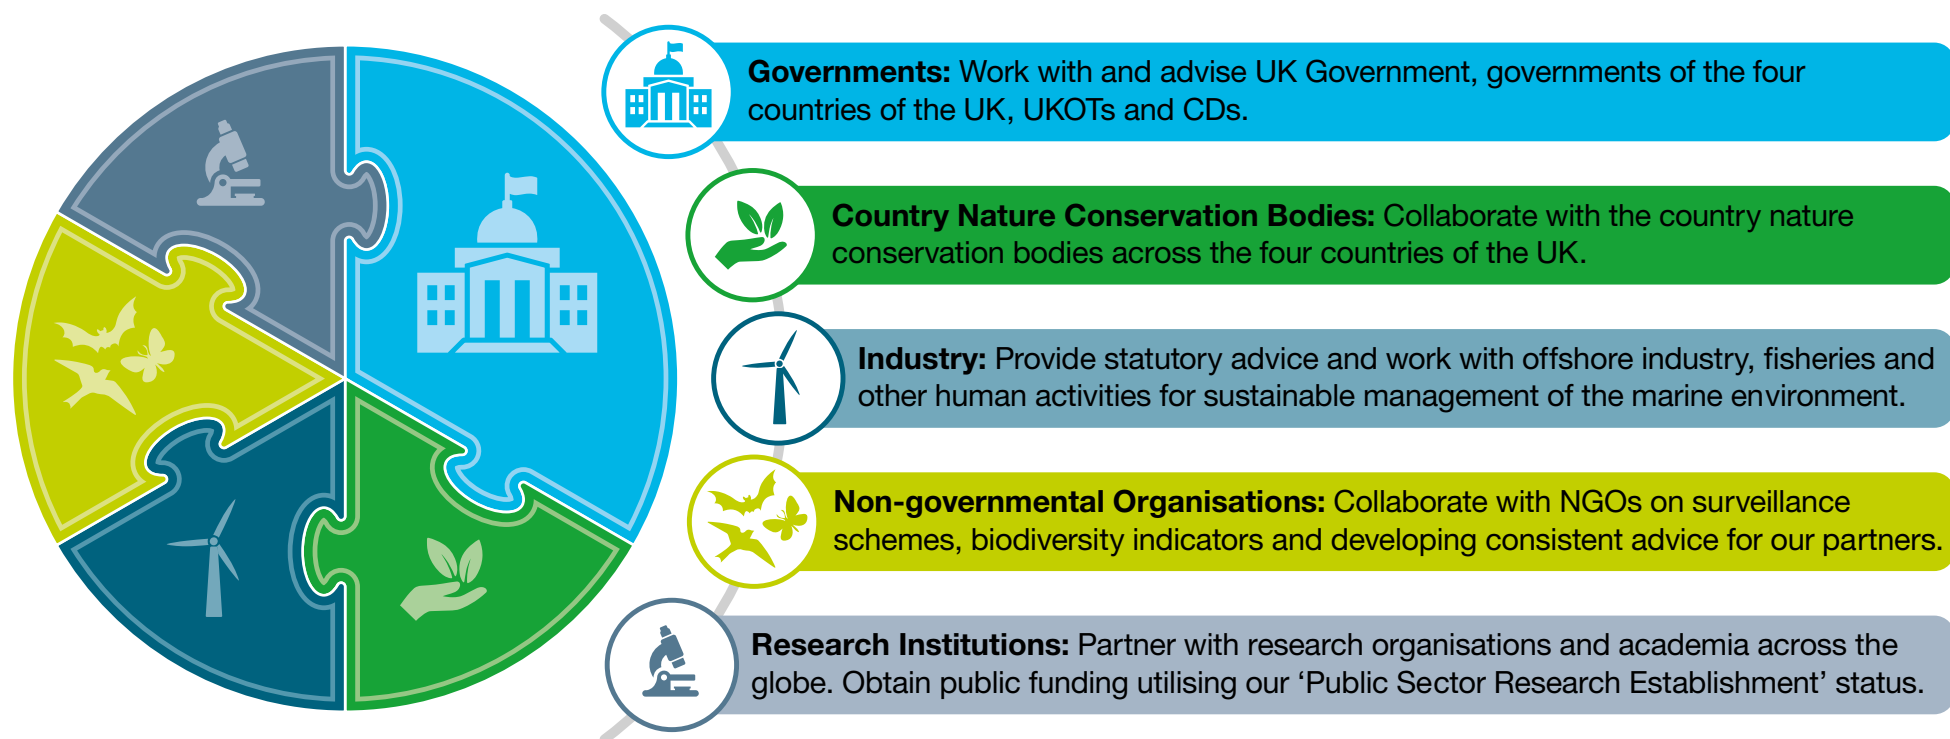 Governments: Work with and advise UK Government, governments of the four
countries of the UK, UKOTs and CDs.
Country Nature Conservation Bodies: Collaborate with the country nature
conservation bodies across the four countries of the UK.
Industry: Provide statutory advice and work with offshore industry, fisheries and
other human activities for sustainable management of the marine environment.
Non-governmental Organisations: Collaborate with NGOs on surveillance
schemes, biodiversity indicators and developing consistent advice for our partners.
Research Institutions: Partner with research organisations and academia across the
globe. Obtain public funding utilising our ‘Public Sector Research Establishment’ status.